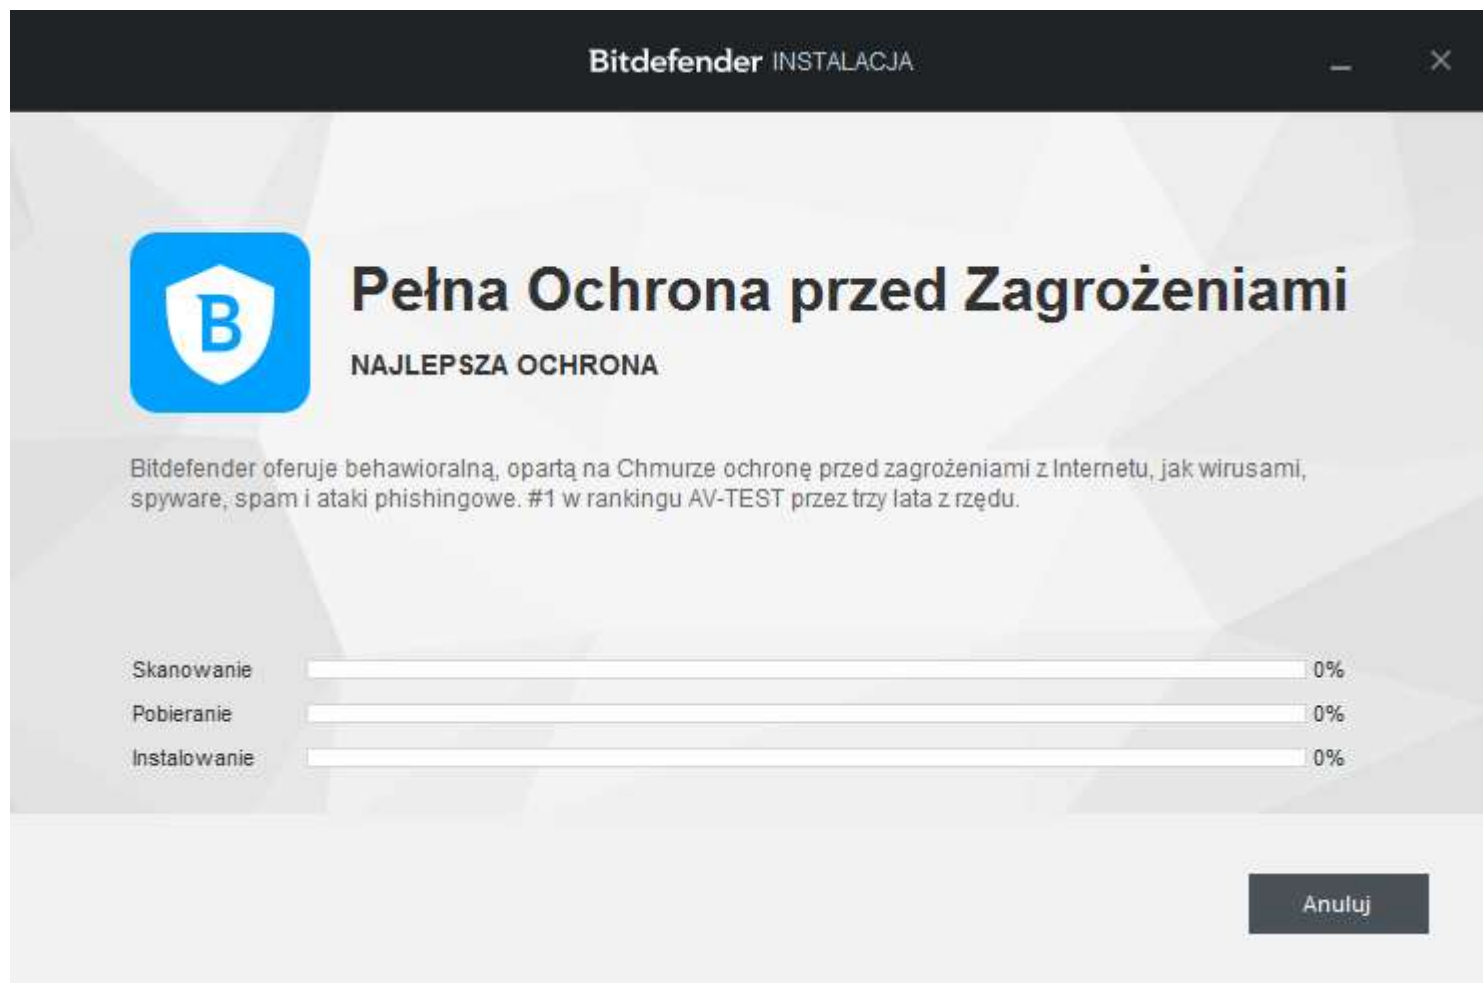 Bitdefender INSTALACJA
B
Pełna Ochrona przed Zagrożeniami
NAJLEPSZA OCHRONA
Bitdefender oferuje behawioralną, opartą na Chmurze ochronę przed zagrożeniami z Internetu, jak wirusami,
spyware, spam i ataki phishingowe. #1 w rankingu AV-TEST przez trzy lata z rzędu.
Skanowanie 0%
Pobieranie 0%
Instalowanie 0%
Anuluj